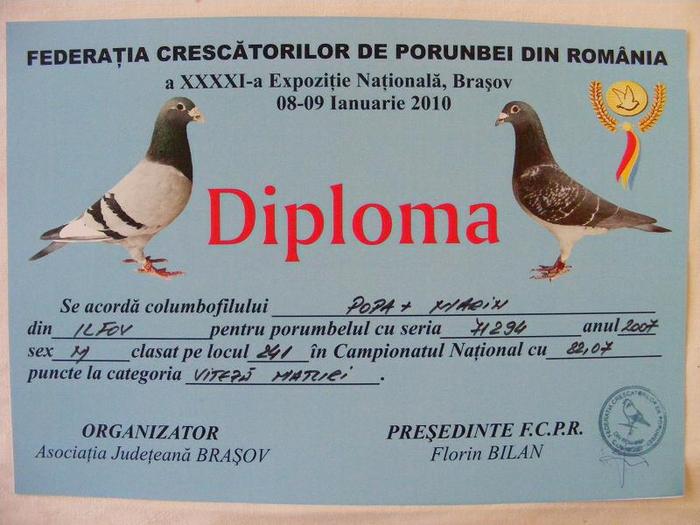 FEDERAȚIA CRESCĂTORILOR DE PORUNBEI DIN ROMÂNIA
a XXXXI-a Expoziție Națională, Brașov
08-09 Ianuarie 2010
Diploma
Se acordă columbofilului POPA + MARIN
din ILFOV pentru porumbelul cu seria 71294 anul 2007
sex M clasat pe locul 241 în Campionatul Național cu 22,07
puncte la categoria VITEZĂ MATURI.
ORGANIZATOR
Asociația Județeană BRAȘOV
PREȘEDINTE F.C.P.R.
Florin BILAN